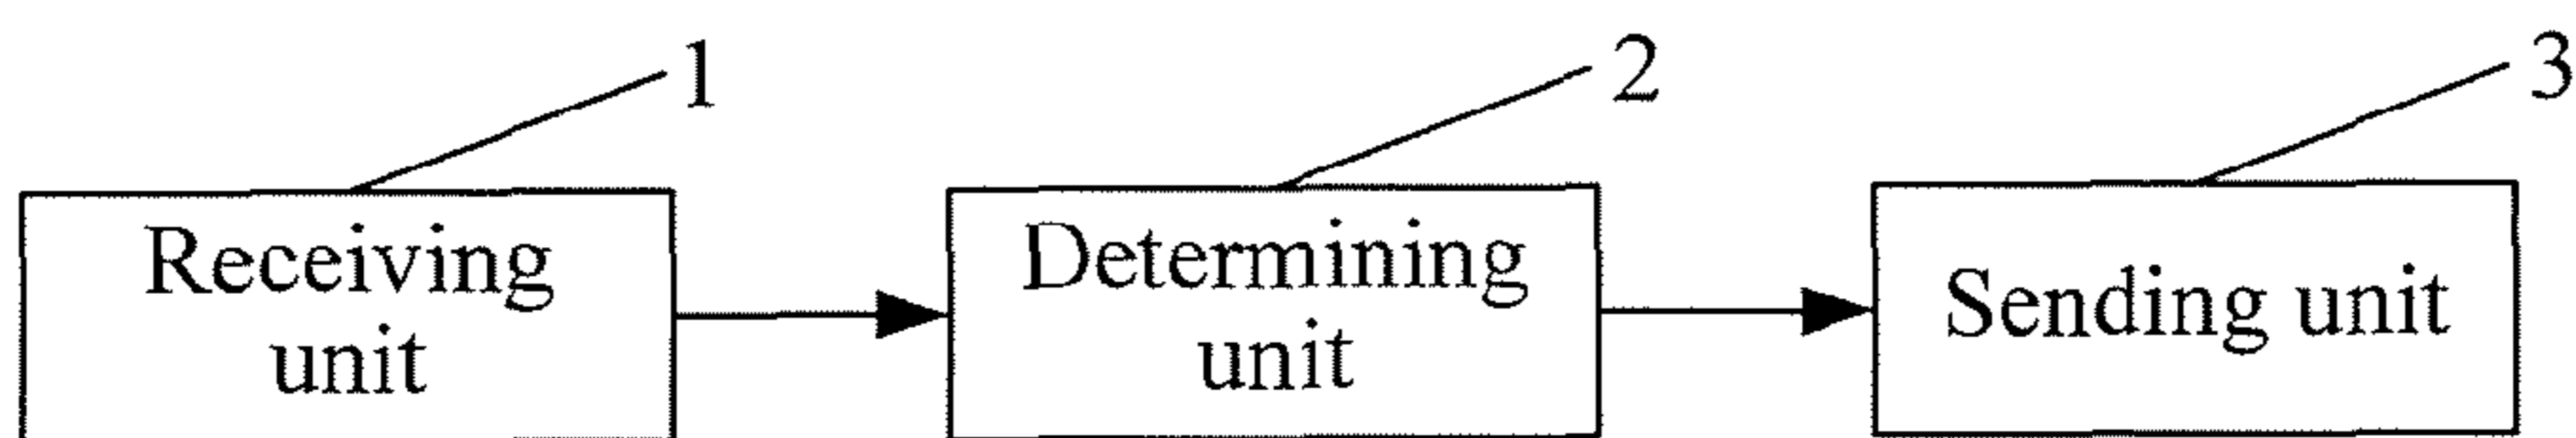 1
2
3
Receiving
unit
Determining
unit
Sending unit